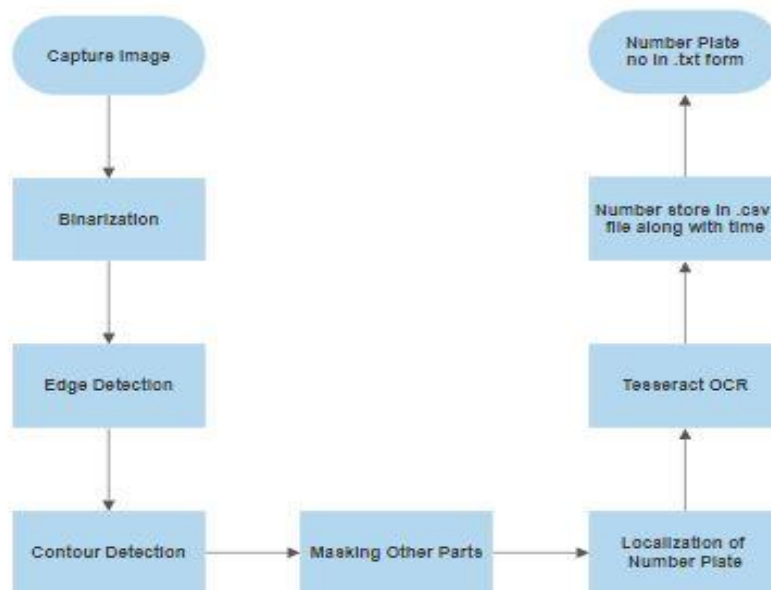 Capture Image
Binarization
Edge Detection
Contour Detection
Masking Other Parts
Localization of
Number Plate
Tesseract OCR
Number store in .csv
file along with time
Number Plate
no in .txt form